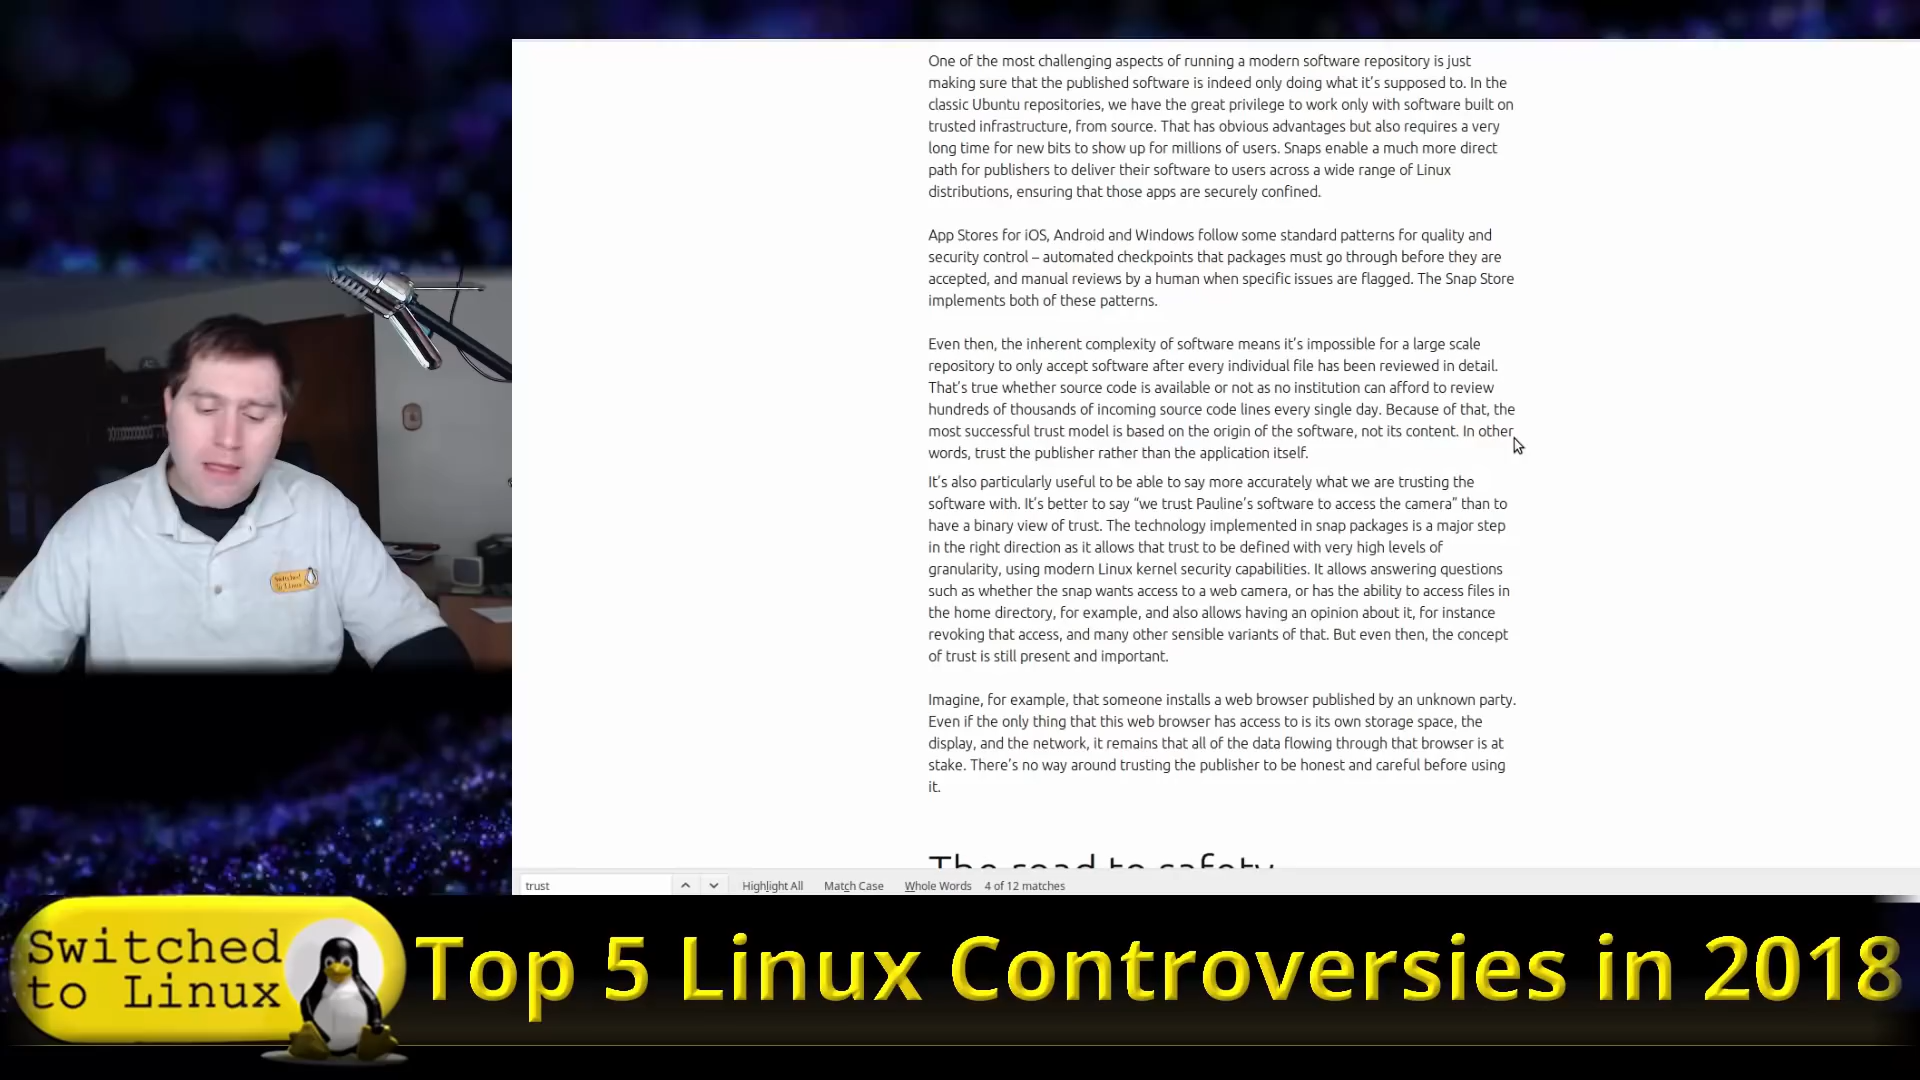 One of the most challenging aspects of running a modern software repository is just
making sure that the published software is indeed only doing what it's supposed to. In the
classic Ubuntu repositories, we have the great privilege to work only with software built on
trusted infrastructure, from source. That has obvious advantages but also requires a very
long time for new bits to show up for millions of users. Snaps enable a much more direct
path for publishers to deliver their software to users across a wide range of Linux
distributions, ensuring that those apps are securely confined.
App Stores for iOS, Android and Windows follow some standard patterns for quality and
security control – automated checkpoints that packages must go through before they are
accepted, and manual reviews by a human when specific issues are flagged. The Snap Store
implements both of these patterns.
Even then, the inherent complexity of software means it's impossible for a large scale
repository to only accept software after every individual file has been reviewed in detail.
That's true whether source code is available or not as no institution can afford to review
hundreds of thousands of incoming source code lines every single day. Because of that, the
most successful trust model is based on the origin of the software, not its content. In other
words, trust the publisher rather than the application itself.
It's also particularly useful to be able to say more accurately what we are trusting the
software with. It's better to say “we trust Pauline's software to access the camera” than to
have a binary view of trust. The technology implemented in snap packages is a major step
in the right direction as it allows that trust to be defined with very high levels of
granularity, using modern Linux kernel security capabilities. It allows answering questions
such as whether the snap wants access to a web camera, or has the ability to access files in
the home directory, for example, and also allows having an opinion about it, for instance
revoking that access, and many other sensible variants of that. But even then, the concept
of trust is still present and important.
Imagine, for example, that someone installs a web browser published by an unknown party.
Even if the only thing that this web browser has access to is its own storage space, the
display, and the network, it remains that all of the data flowing through that browser is at
stake. There's no way around trusting the publisher to be honest and careful before using
it.
The road to safety
trust Highlight All Match Case Whole Words 4 of 12 matches
Switched
to Linux
Switched
to Linux
Top 5 Linux Controversies in 2018